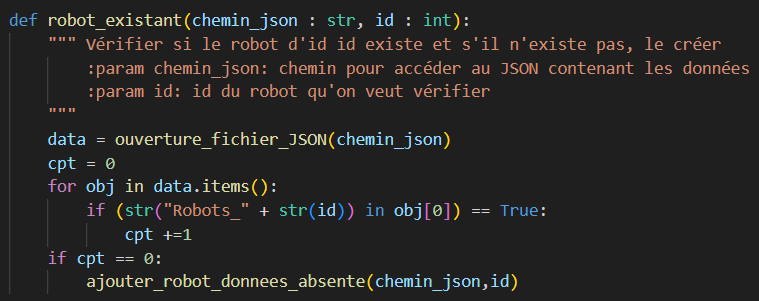 def robot_existant(chemin_json : str, id : int):
    """ Vérifier si le robot d'id id existe et s'il n'existe pas, le créer
        :param chemin_json: chemin pour accéder au JSON contenant les données
        :param id: id du robot qu'on veut vérifier
    """
    data = ouverture_fichier_JSON(chemin_json)
    cpt = 0
    for obj in data.items():
        if (str("Robots_" + str(id)) in obj[0]) == True:
            cpt +=1
    if cpt == 0:
        ajouter_robot_donnees_absente(chemin_json,id)